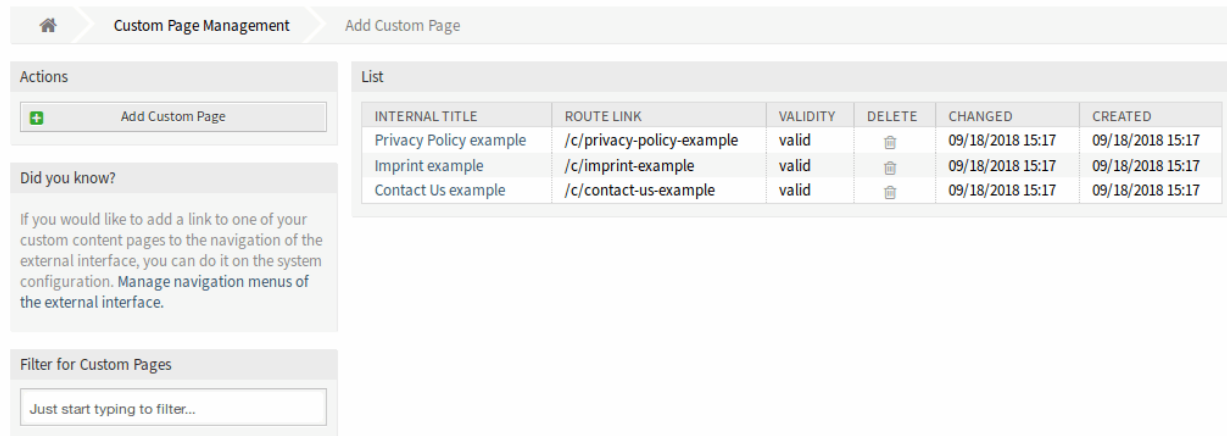 Custom Page Management Add Custom Page
Actions
Add Custom Page
Did you know?
If you would like to add a link to one of your
custom content pages to the navigation of the
external interface, you can do it on the system
configuration. Manage navigation menus of
the external interface.
Filter for Custom Pages
Just start typing to filter...
List
INTERNAL TITLE ROUTE LINK VALIDITY DELETE CHANGED CREATED
Privacy Policy example /c/privacy-policy-example valid 09/18/2018 15:17 09/18/2018 15:17
Imprint example /c/imprint-example valid 09/18/2018 15:17 09/18/2018 15:17
Contact Us example /c/contact-us-example valid 09/18/2018 15:17 09/18/2018 15:17